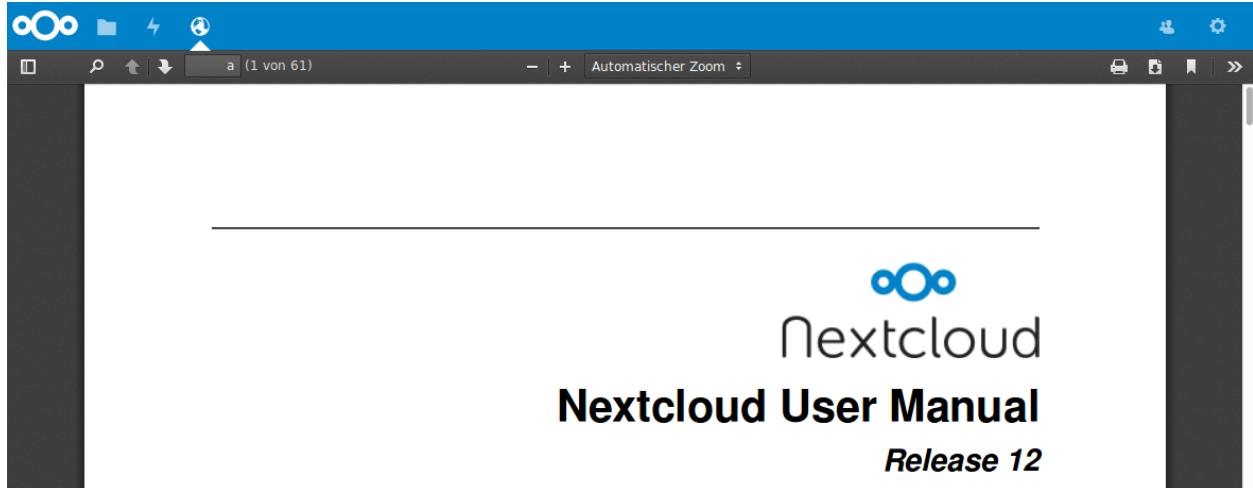 a (1 von 61) Automatischer Zoom
Nextcloud
Nextcloud User Manual
Release 12